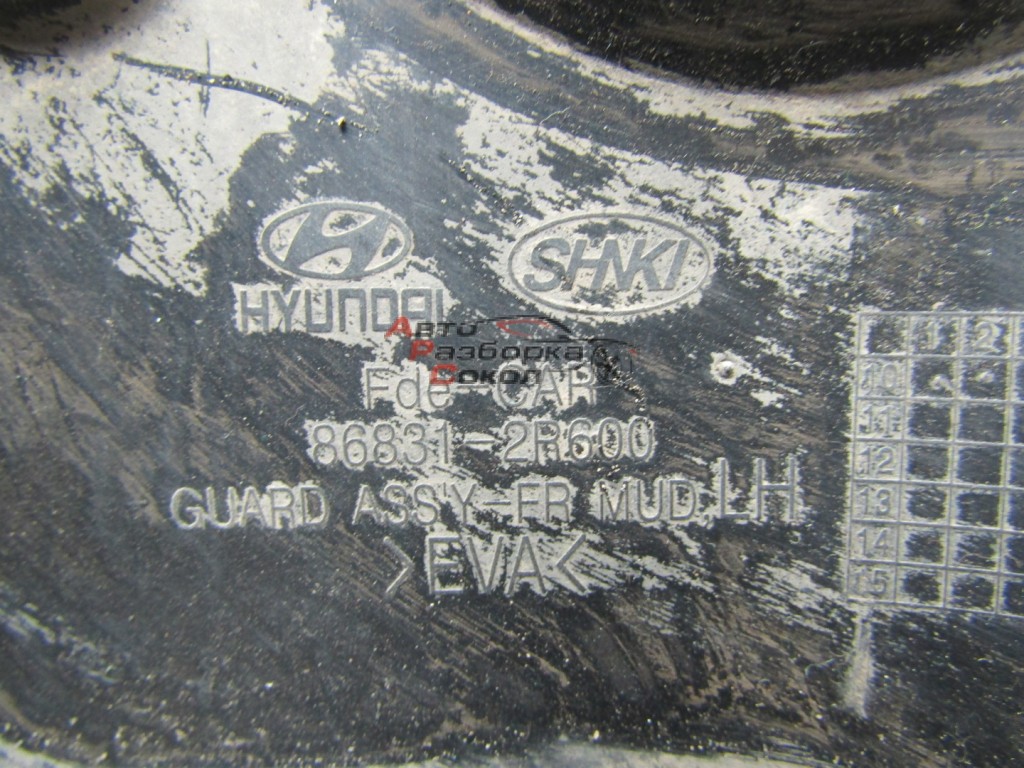 HYUNDAI
SHNKI
Авто
Разборка
Сокол
Fde-CAR
86831-2R600
GUARD ASS'Y-FR MUD,LH
>EVA<
1 2
10
11
12
13
14
15